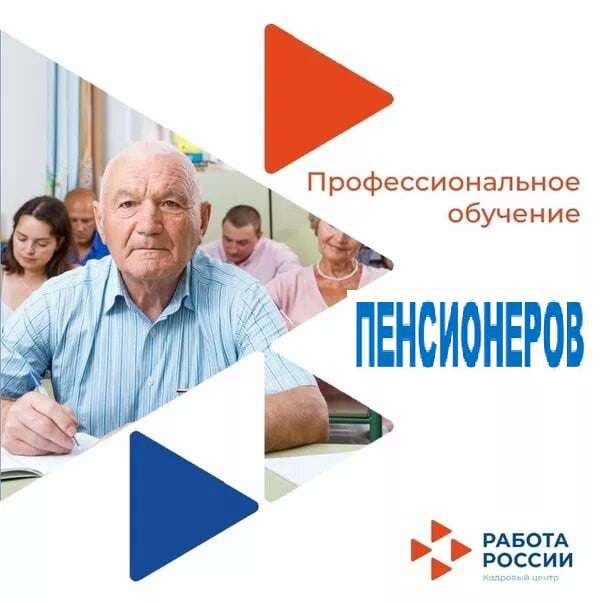 Профессиональное
обучение
ПЕНСИОНЕРОВ
РАБОТА
РОССИИ
Кадровый центр